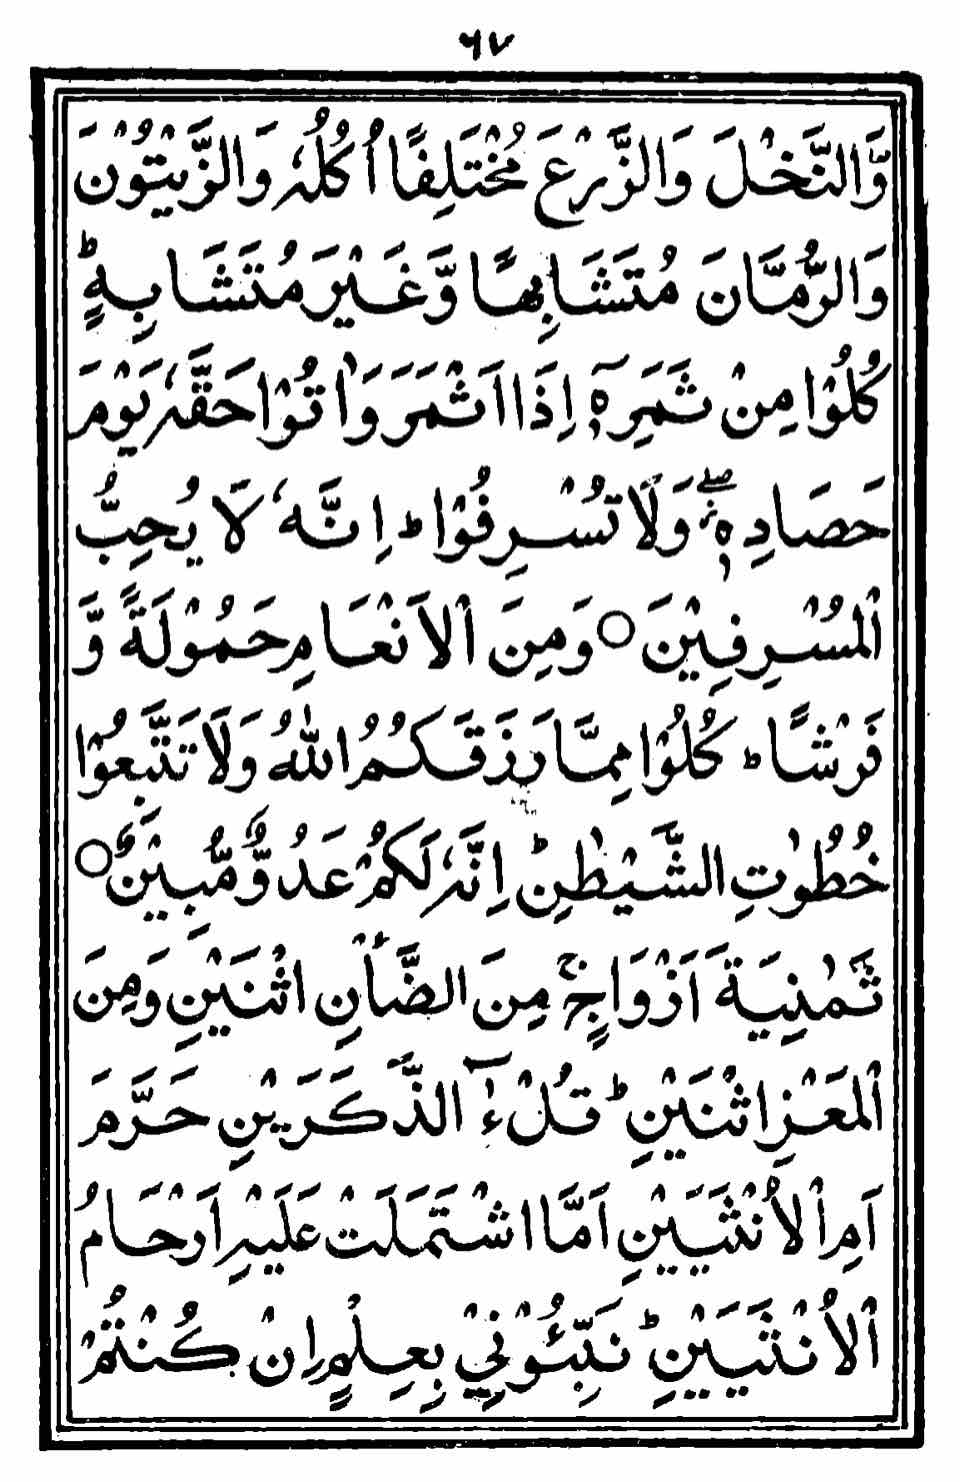 ٦٧
وَّالنَّخْلَ وَالزَّرْعَ مُخْتَلِفًا اُكُلُهٗ وَالزَّيْتُوْنَ
وَالرُّمَّانَ مُتَشَابِهًا وَّغَيْرَ مُتَشَابِهٍ ؕ
كُلُوْا مِنْ ثَمَرِهٖۤ اِذَا اَثْمَرَ وَاٰتُوْا حَقَّهٗ يَوْمَ
حَصَادِهٖ ۖ٘ وَلَا تُسْرِفُوْا ؕ اِنَّهٗ لَا يُحِبُّ
الْمُسْرِفِيْنَ ○ وَمِنَ الْاَنْعَامِ حَمُوْلَةً وَّ
فَرْشًا ؕ كُلُوْا مِمَّا رَزَقَكُمُ اللّٰهُ وَلَا تَتَّبِعُوْا
خُطُوٰتِ الشَّيْطٰنِ ؕ اِنَّهٗ لَكُمْ عَدُوٌّ مُّبِيْنٌ ○
ثَمٰنِيَةَ اَزْوَاجٍ ۚ مِنَ الضَّاْنِ اثْنَيْنِ وَمِنَ
الْمَعْزِ اثْنَيْنِ ؕ قُلْ ءٰٓالذَّكَرَيْنِ حَرَّمَ
اَمِ الْاُنْثَيَيْنِ اَمَّا اشْتَمَلَتْ عَلَيْهِ اَرْحَامُ
الْاُنْثَيَيْنِ ؕ نَبِّـُٔوْنِيْ بِعِلْمٍ اِنْ كُنْتُمْ